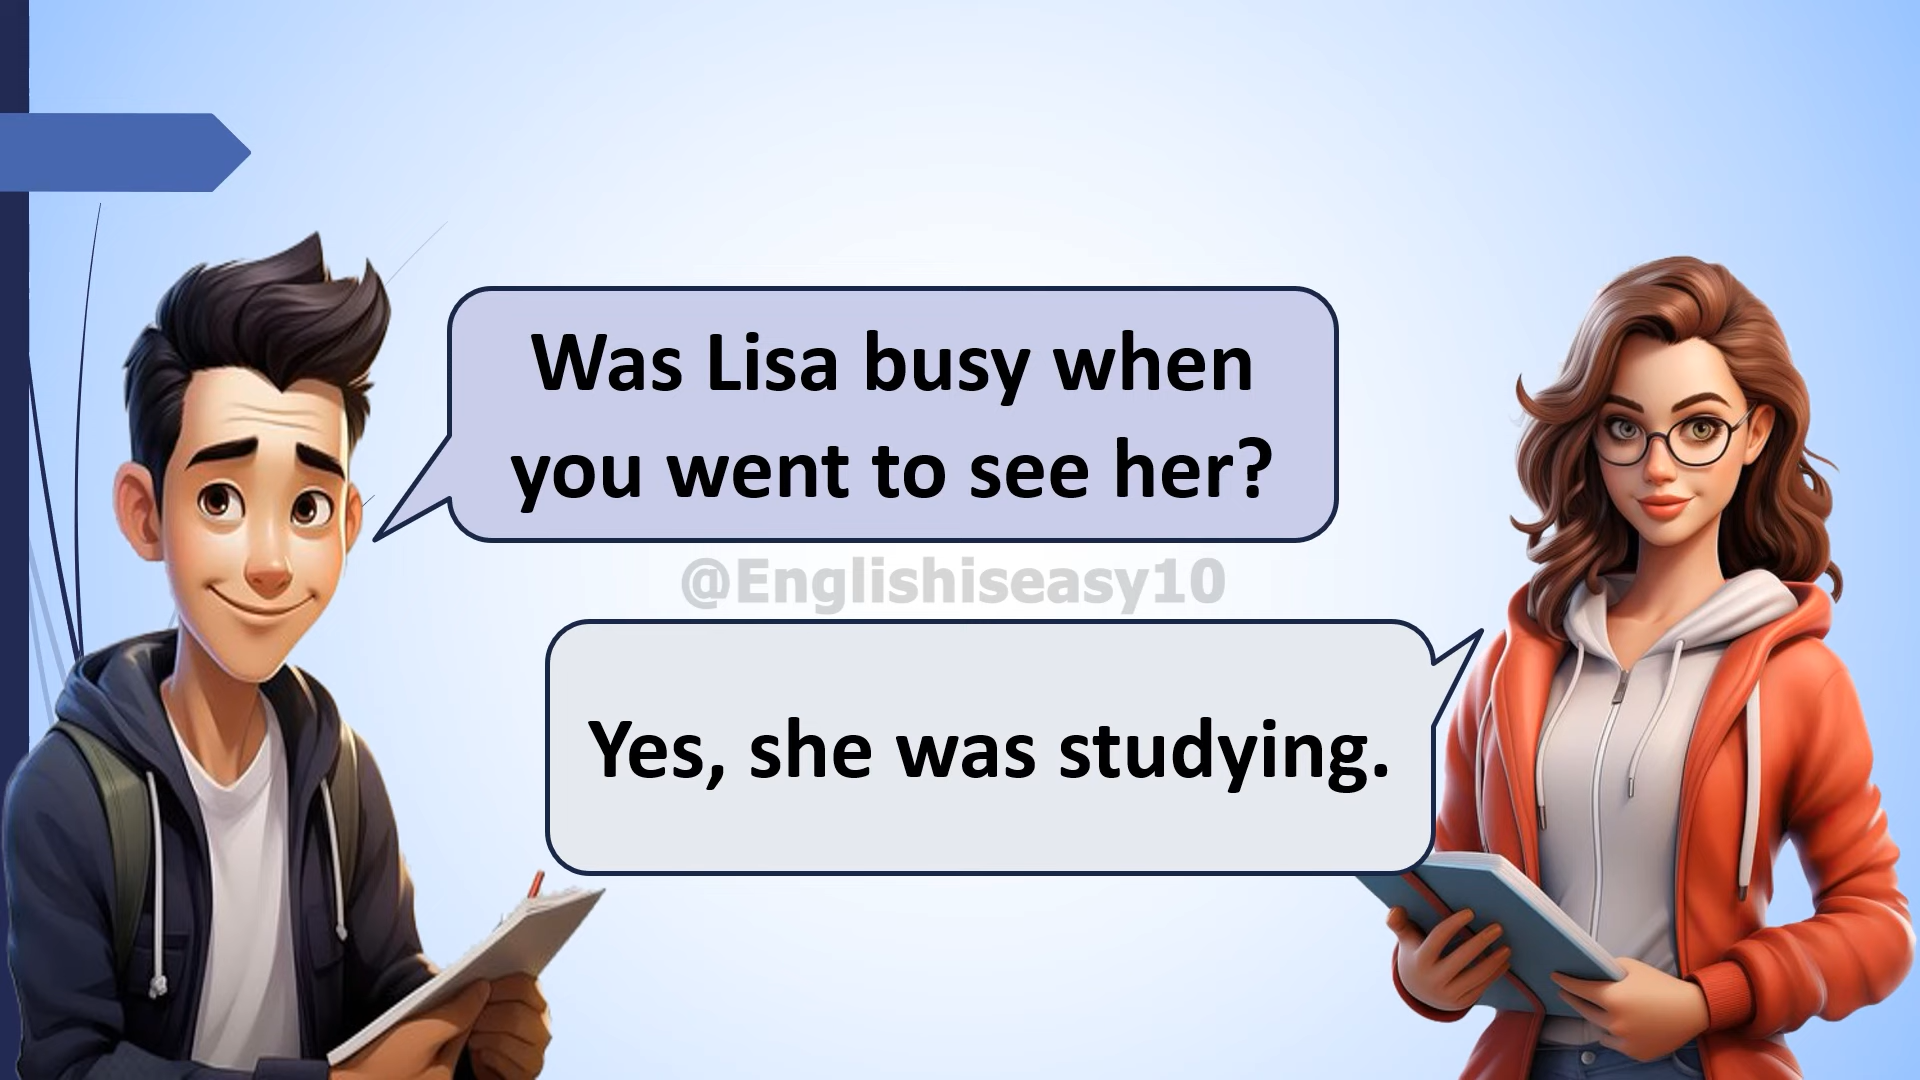 Was Lisa busy when
you went to see her?
@Englishiseasy10
Yes, she was studying.